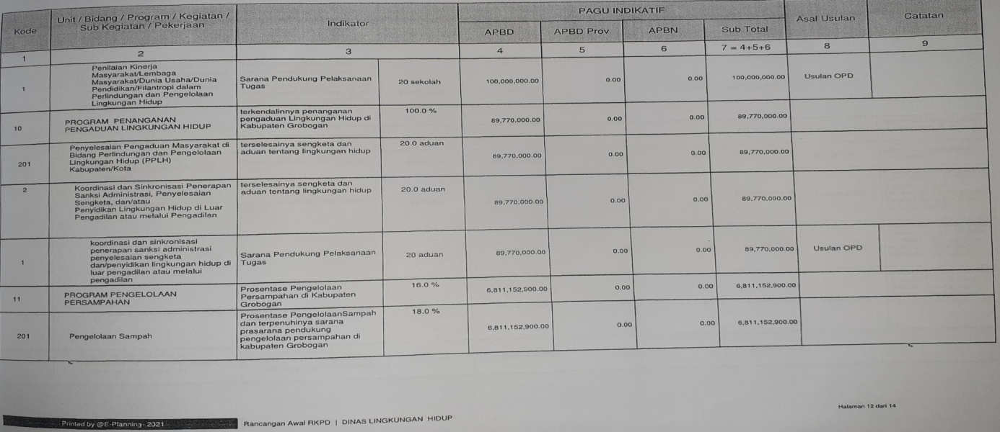 Kode
Unit / Bidang / Program / Kegiatan /
Sub Kegiatan / Pekerjaan
Indikator
PAGU INDIKATIF
APBD
APBD Prov
APBN
Sub Total
Asal Usulan
Catatan
1
2
3
4
5
6
7 = 4+5+6
8
9
1
Penilaian Kinerja
Masyarakat/Lembaga
Masyarakat/Dunia Usaha/Dunia
Pendidikan/Filantropi dalam
Perlindungan dan Pengelolaan
Lingkungan Hidup
Sarana Pendukung Pelaksanaan
Tugas
20 sekolah
100,000,000.00
0.00
0.00
100,000,000.00
Usulan OPD
10
PROGRAM PENANGANAN
PENGADUAN LINGKUNGAN HIDUP
terkendalinnya penanganan
pengaduan Lingkungan Hidup di
Kabupaten Grobogan
100.0 %
89,770,000.00
0.00
0.00
89,770,000.00
201
Penyelesaian Pengaduan Masyarakat di
Bidang Perlindungan dan Pengelolaan
Lingkungan Hidup (PPLH)
Kabupaten/Kota
terselesainya sengketa dan
aduan tentang lingkungan hidup
20.0 aduan
89,770,000.00
0.00
0.00
89,770,000.00
2
Koordinasi dan Sinkronisasi Penerapan
Sanksi Administrasi, Penyelesaian
Sengketa, dan/atau
Penyidikan Lingkungan Hidup di Luar
Pengadilan atau melalui Pengadilan
terselesainya sengketa dan
aduan tentang lingkungan hidup
20.0 aduan
89,770,000.00
0.00
0.00
89,770,000.00
1
koordinasi dan sinkronisasi
penerapan sanksi administrasi
penyelesaian sengketa
dan/penyidikan lingkungan hidup di
luar pengadilan atau melalui
pengadilan
Sarana Pendukung Pelaksanaan
Tugas
20 aduan
89,770,000.00
0.00
0.00
89,770,000.00
Usulan OPD
11
PROGRAM PENGELOLAAN
PERSAMPAHAN
Prosentase Pengelolaan
Persampahan di Kabupaten
Grobogan
16.0 %
6,811,152,900.00
0.00
0.00
6,811,152,900.00
201
Pengelolaan Sampah
Prosentase PengelolaanSampah
dan terpenuhinya sarana
prasarana pendukung
pengelolaan persampahan di
kabupaten Grobogan
18.0 %
6,811,152,900.00
0.00
0.00
6,811,152,900.00
Printed by @E-Planning- 2021
Rancangan Awal RKPD | DINAS LINGKUNGAN HIDUP
Halaman 12 dari 14